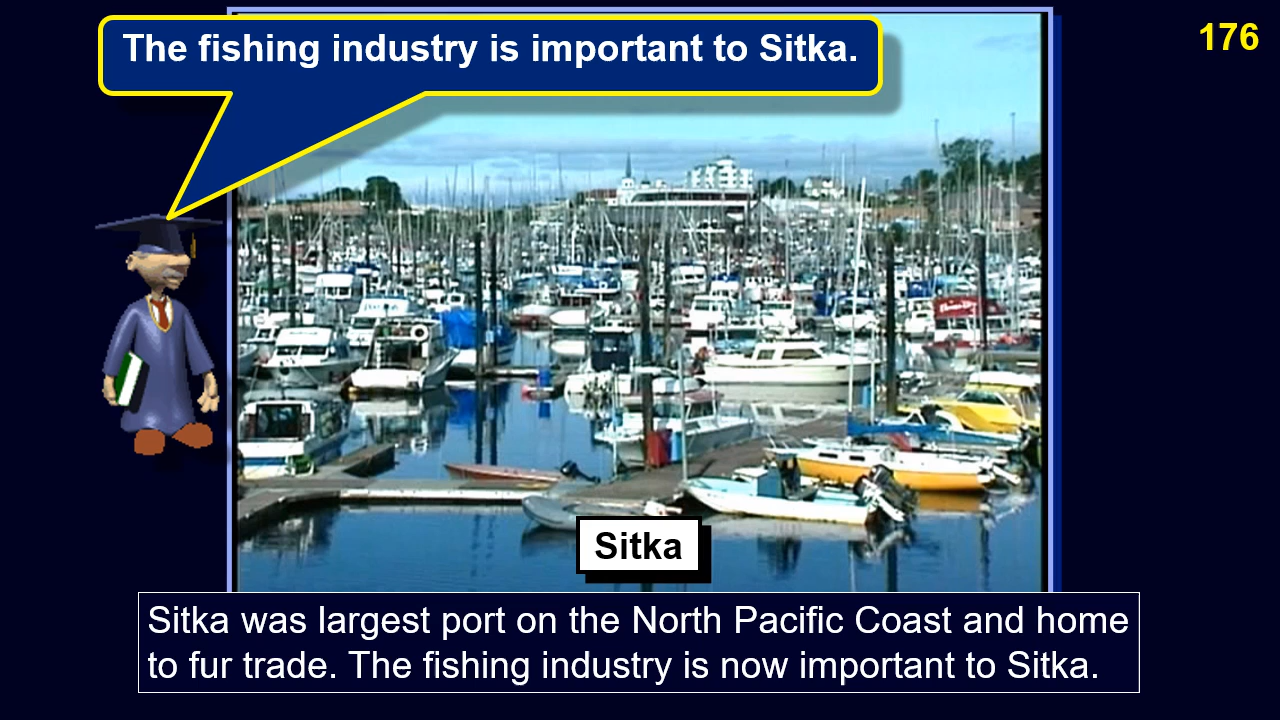 The fishing industry is important to Sitka.
176
Sitka
Sitka was largest port on the North Pacific Coast and home
to fur trade. The fishing industry is now important to Sitka.